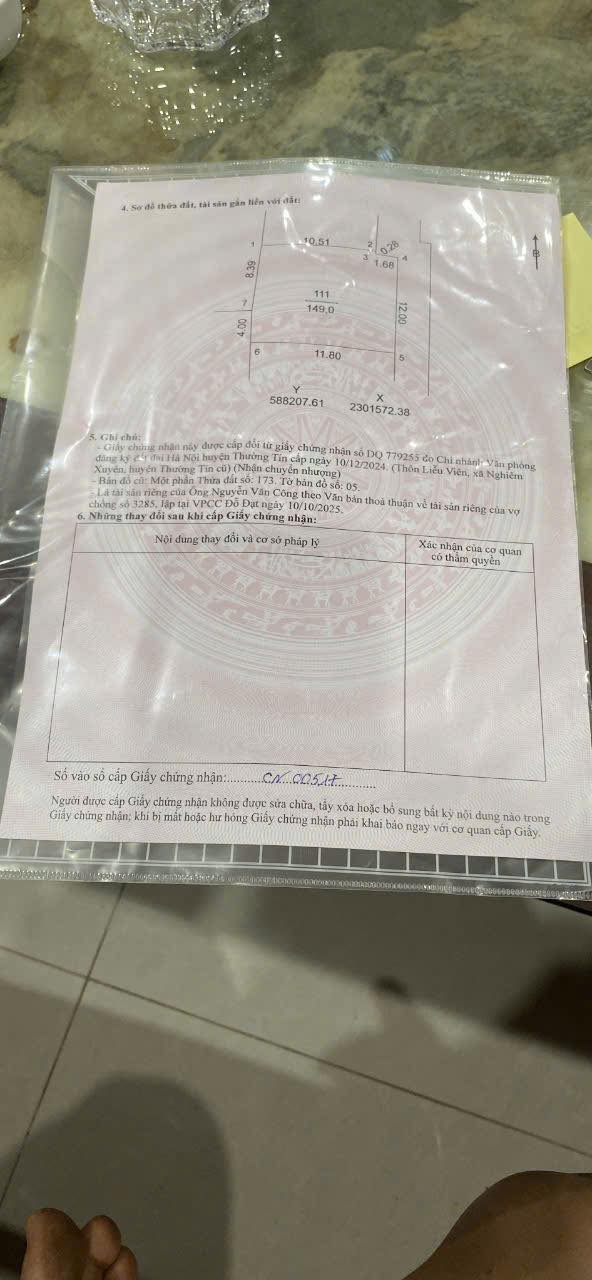 4. Sơ đồ thửa đất, tài sản gắn liền với đất:
1 10.51 2 0.28
3 1.68 4
8.39
111
149,0
7
12.00
4.00
6 11.80 5
Y X
588207.61 2301572.38
B
5. Ghi chú:
- Giấy chứng nhận này được cấp đổi từ giấy chứng nhận số DQ 779255 do Chi nhánh Văn phòng
đăng ký đất đai Hà Nội huyện Thường Tín cấp ngày 10/12/2024. (Thôn Liễu Viên, xã Nghiêm
Xuyên, huyện Thường Tín cũ) (Nhận chuyển nhượng)
- Bản đồ cũ: Một phần Thửa đất số: 173. Tờ bản đồ số: 05.
- Là tài sản riêng của Ông Nguyễn Văn Công theo Văn bản thoả thuận về tài sản riêng của vợ
chồng số 3285, lập tại VPCC Đỗ Đạt ngày 10/10/2025.
6. Những thay đổi sau khi cấp Giấy chứng nhận:
Nội dung thay đổi và cơ sở pháp lý
Xác nhận của cơ quan
có thẩm quyền
Số vào sổ cấp Giấy chứng nhận: CN 00517
Người được cấp Giấy chứng nhận không được sửa chữa, tẩy xóa hoặc bổ sung bất kỳ nội dung nào trong
Giấy chứng nhận; khi bị mất hoặc hư hỏng Giấy chứng nhận phải khai báo ngay với cơ quan cấp Giấy.